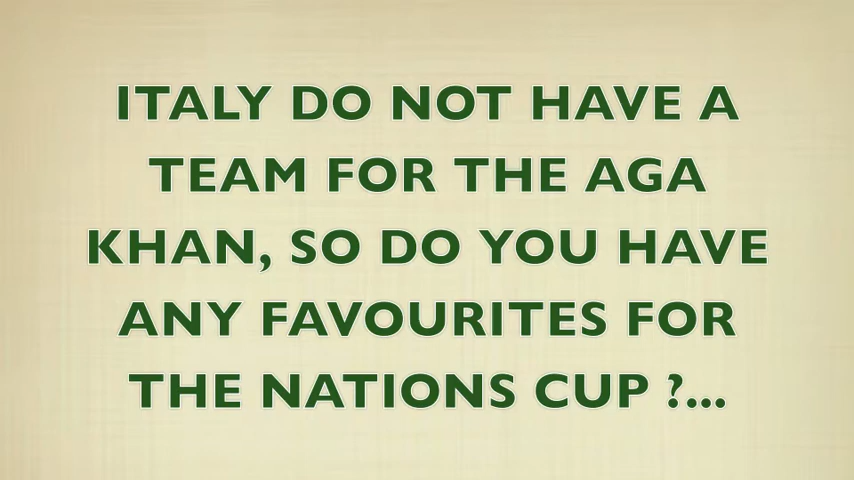 ITALY DO NOT HAVE A
TEAM FOR THE AGA
KHAN, SO DO YOU HAVE
ANY FAVOURITES FOR
THE NATIONS CUP ?...